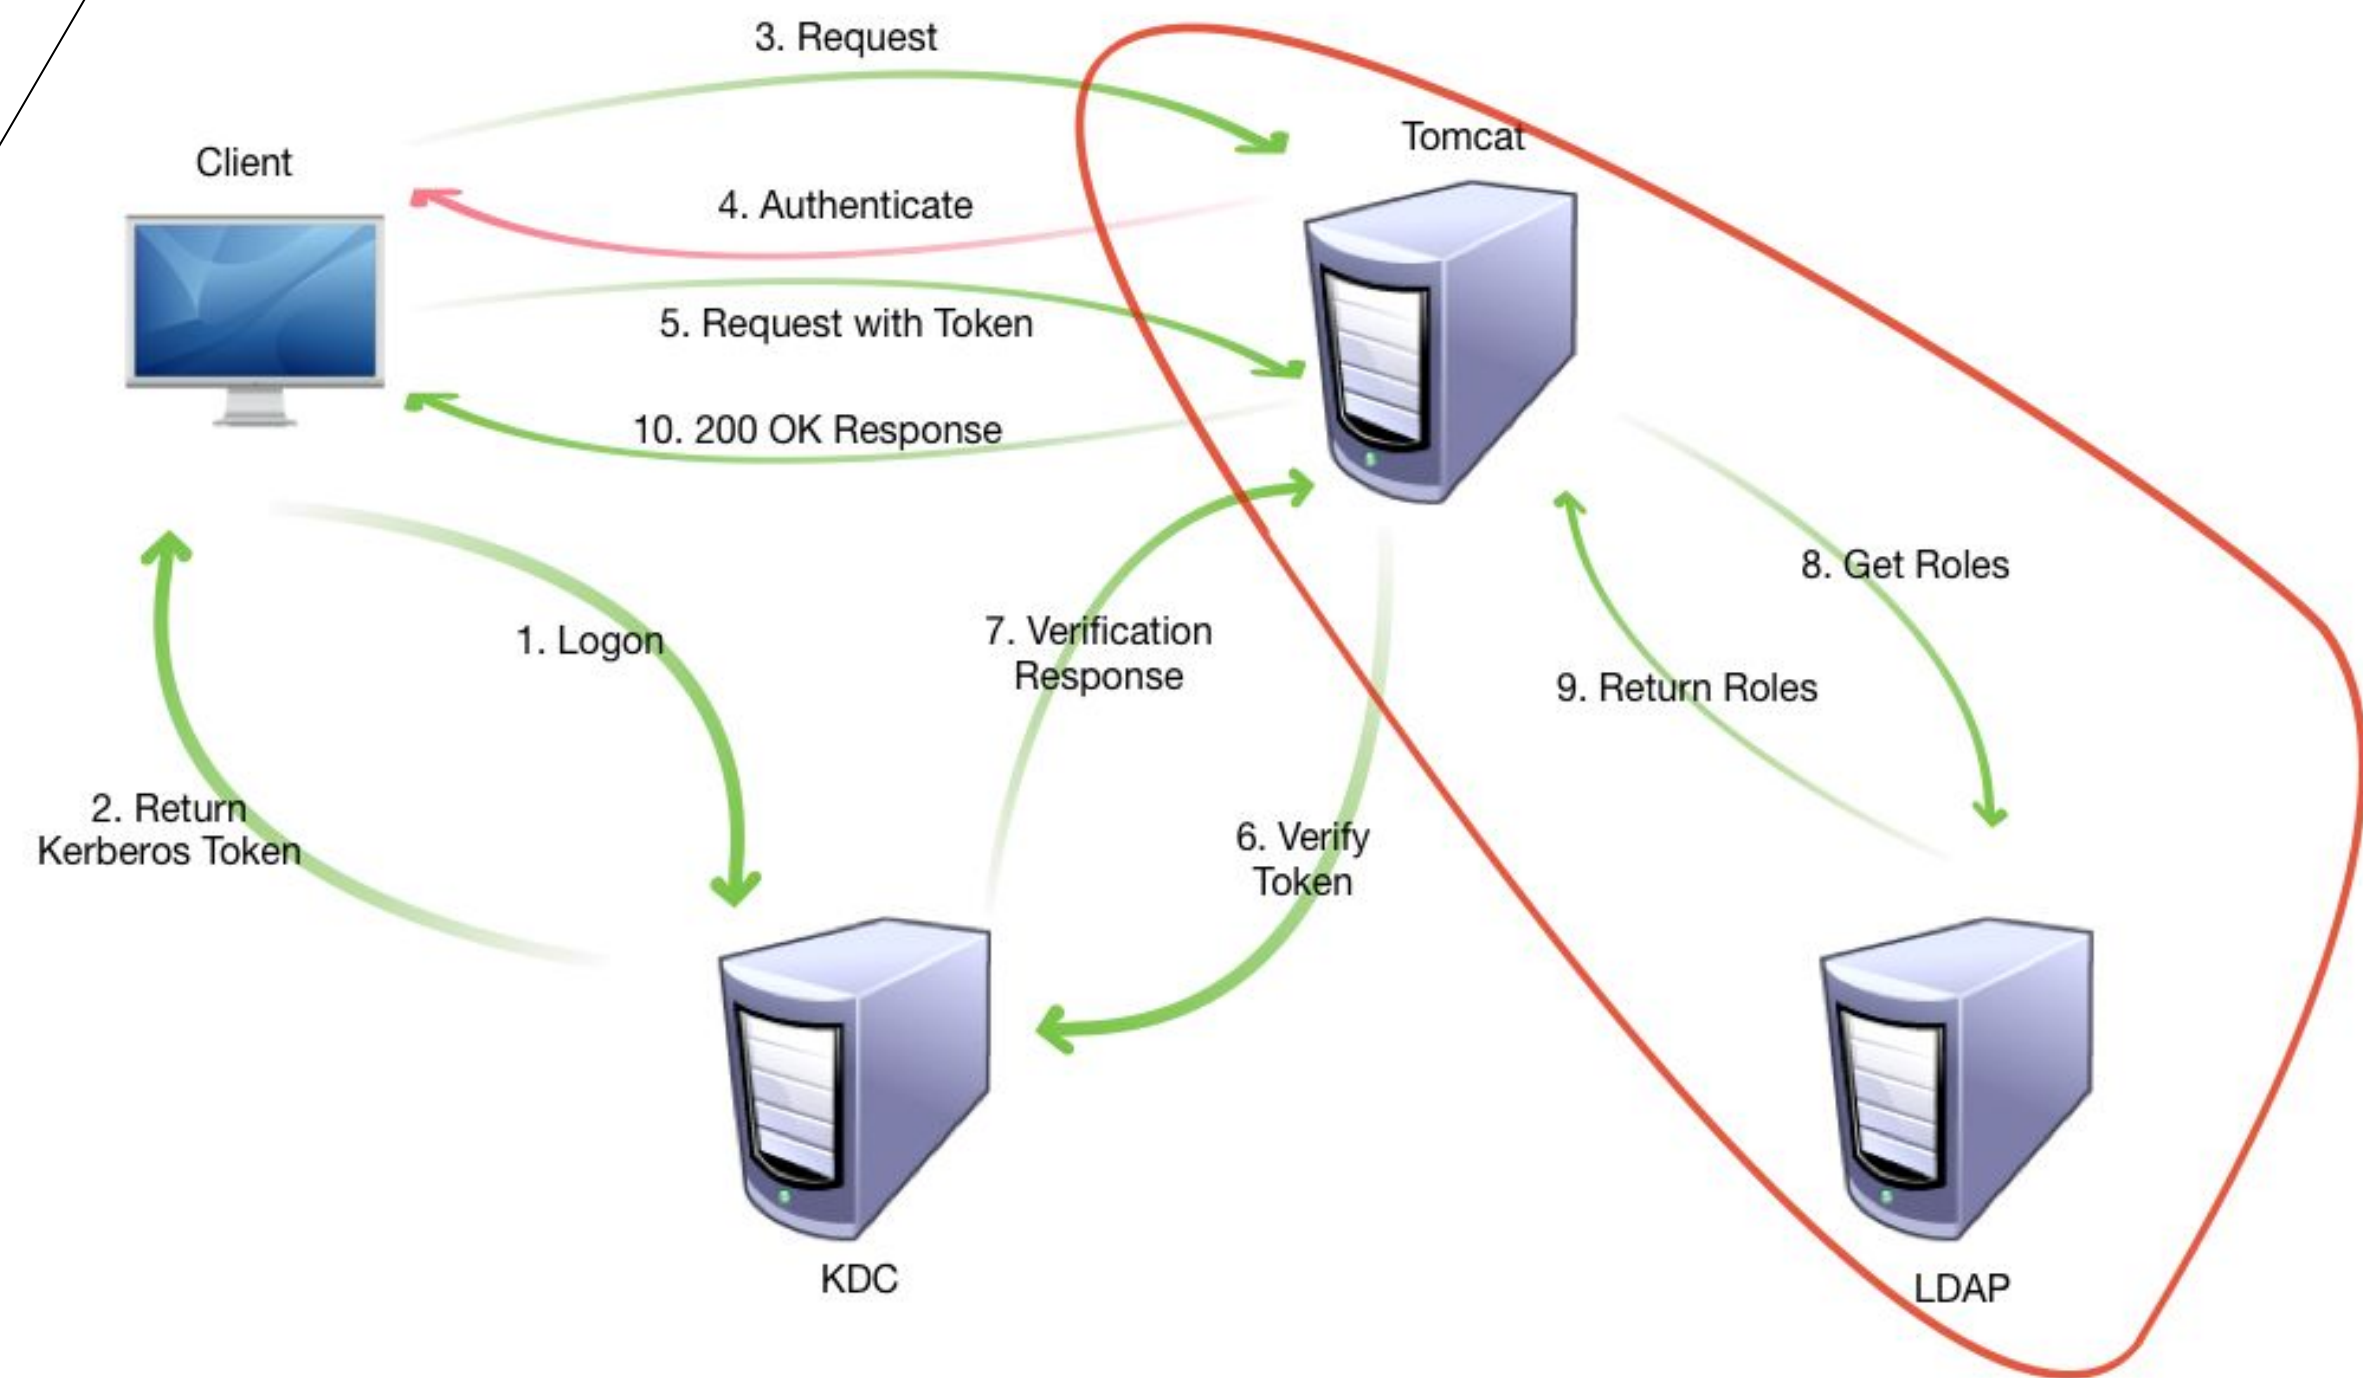 3. Request
Client
Tomcat
4. Authenticate
5. Request with Token
10. 200 OK Response
1. Logon
7. Verification
Response
8. Get Roles
9. Return Roles
2. Return
Kerberos Token
6. Verify
Token
KDC
LDAP